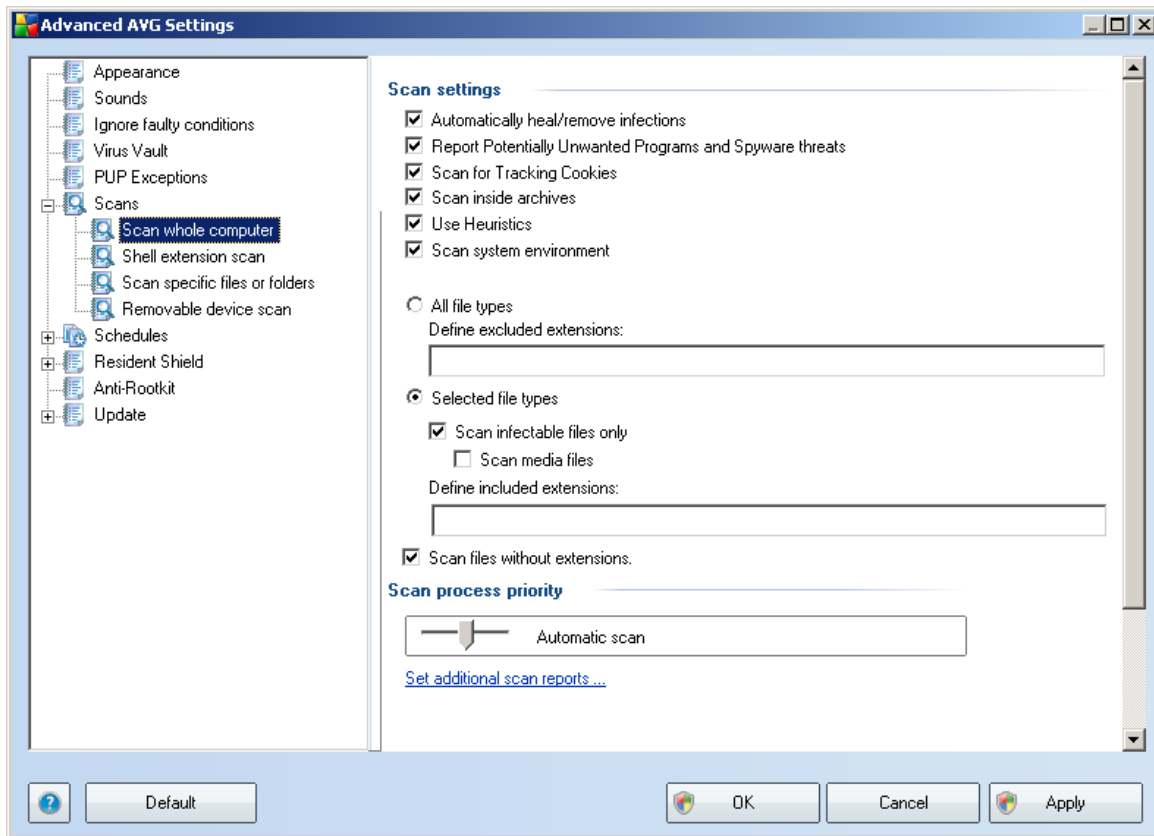 Advanced AVG Settings
Appearance
Sounds
Ignore faulty conditions
Virus Vault
PUP Exceptions
Scans
Scan whole computer
Shell extension scan
Scan specific files or folders
Removable device scan
Schedules
Resident Shield
Anti-Rootkit
Update
Scan settings
Automatically heal/remove infections
Report Potentially Unwanted Programs and Spyware threats
Scan for Tracking Cookies
Scan inside archives
Use Heuristics
Scan system environment
All file types
Define excluded extensions:
Selected file types
Scan infectable files only
Scan media files
Define included extensions:
Scan files without extensions.
Scan process priority
Automatic scan
Set additional scan reports ...
?
Default
OK
Cancel
Apply